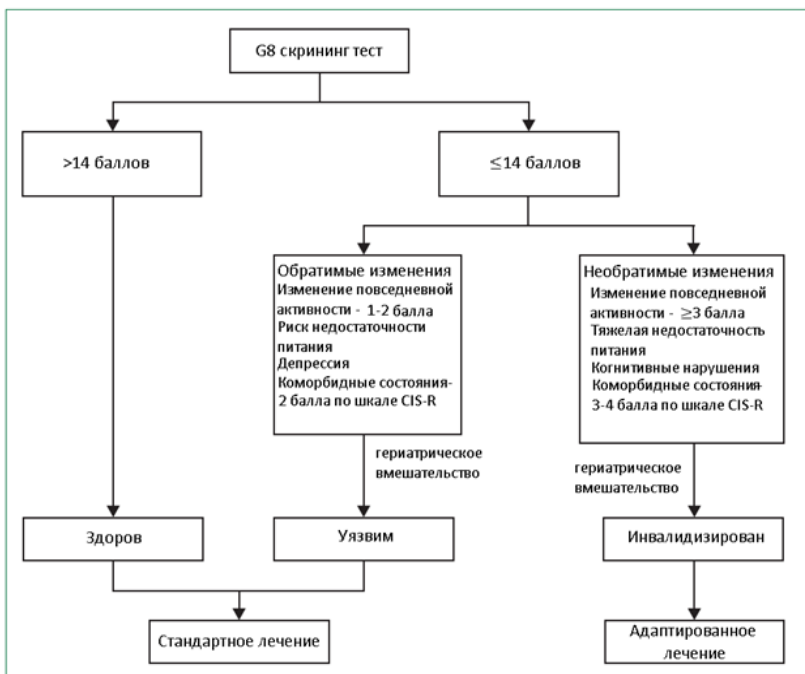 G8 скрининг тест
>14 баллов
≤14 баллов
Обратимые изменения
Изменение повседневной
активности - 1-2 балла
Риск недостаточности
питания
Депрессия
Коморбидные состояния-
2 балла по шкале CIS-R
Необратимые изменения
Изменение повседневной
активности - ≥3 балла
Тяжелая недостаточность
питания
Когнитивные нарушения
Коморбидные состояния-
3-4 балла по шкале CIS-R
гериатрическое
вмешательство
гериатрическое
вмешательство
Здоров
Уязвим
Инвалидизирован
Стандартное лечение
Адаптированное
лечение